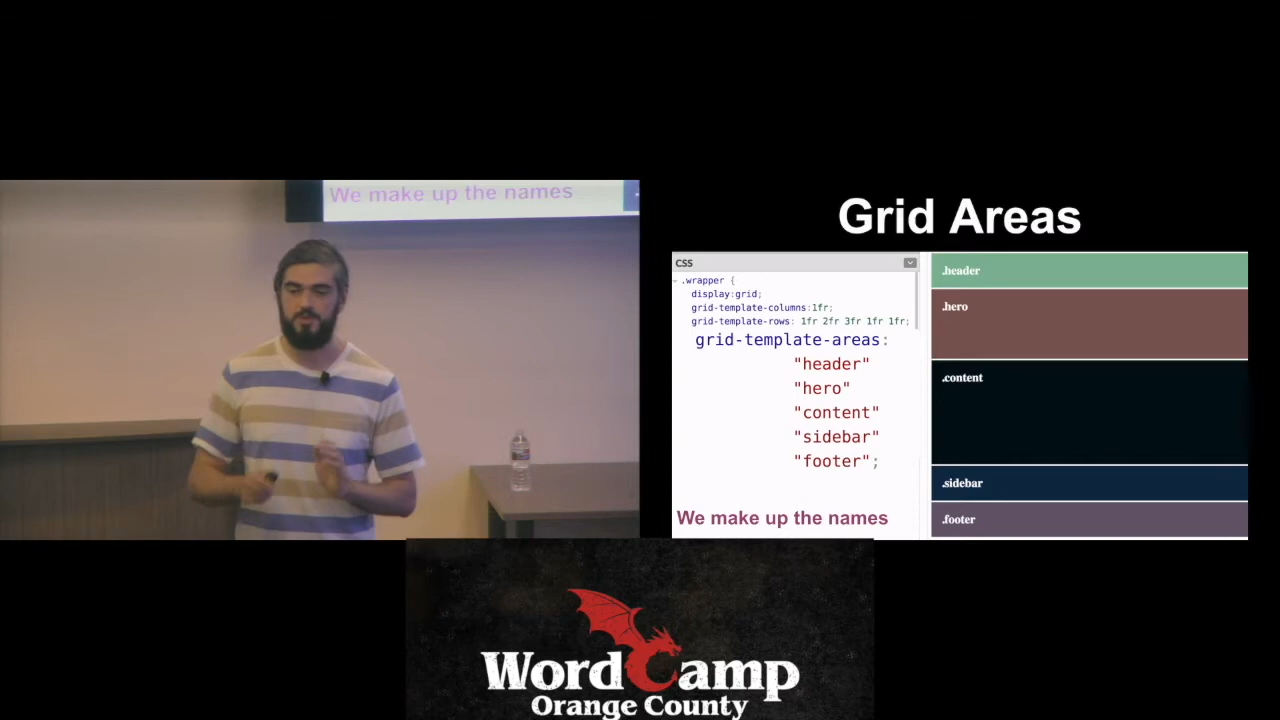 We make up the names
Grid Areas
CSS
.wrapper {
display:grid;
grid-template-columns:1fr;
grid-template-rows: 1fr 2fr 3fr 1fr 1fr;
grid-template-areas:
"header"
"hero"
"content"
"sidebar"
"footer";
We make up the names
.header
.hero
.content
.sidebar
.footer
WordCamp
Orange County